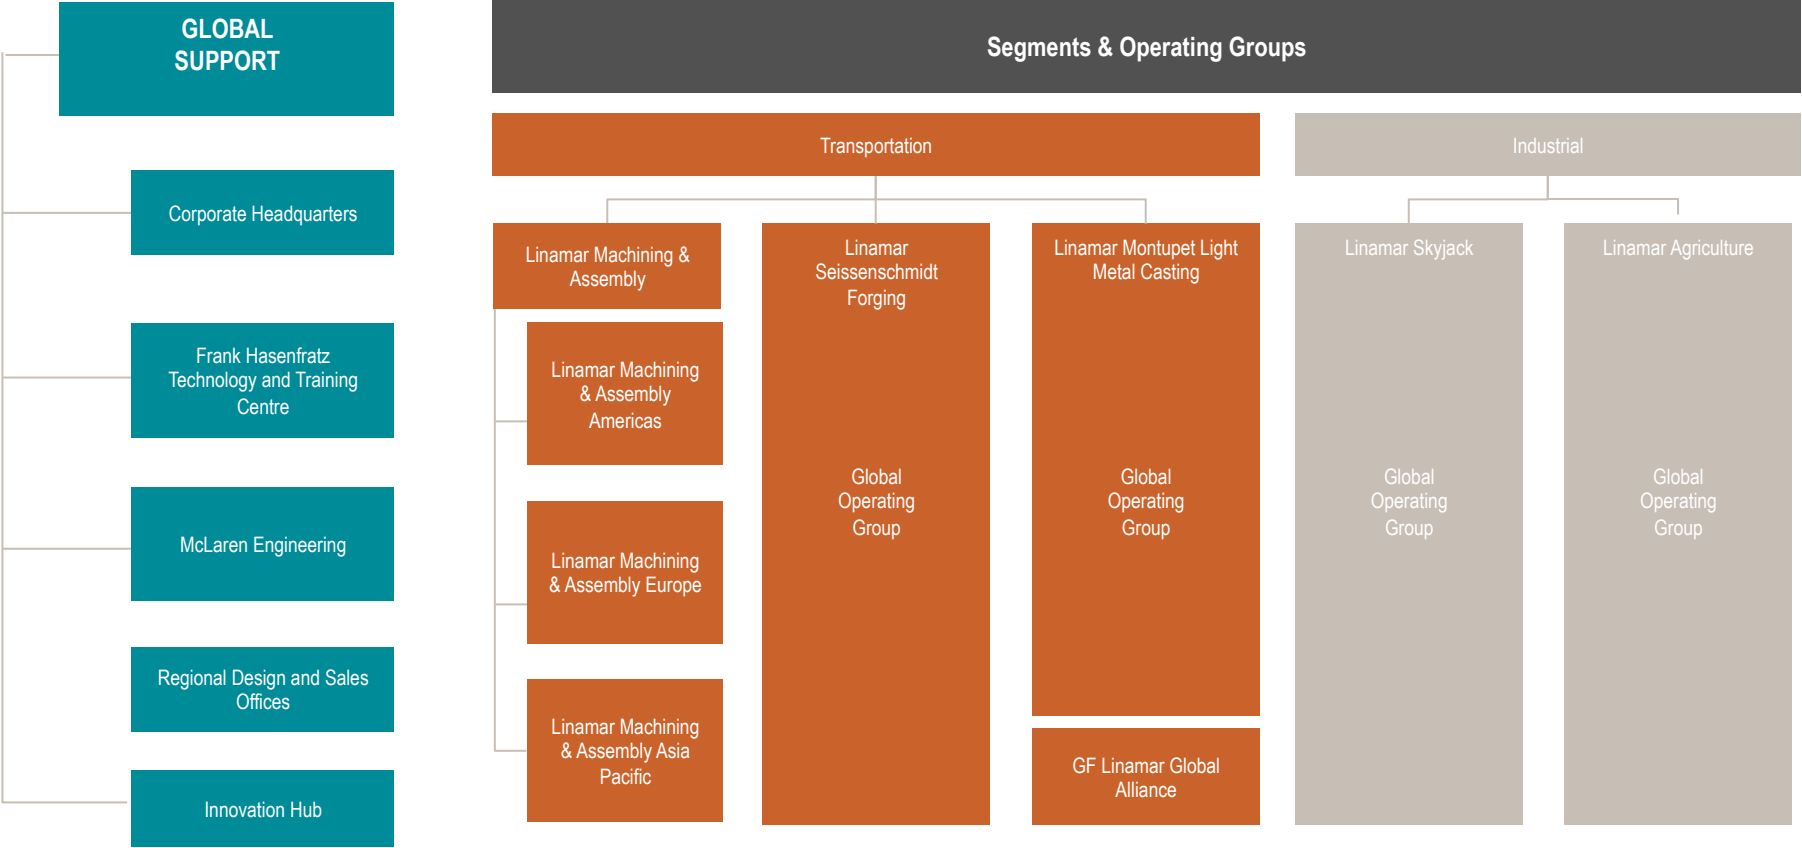 GLOBAL
SUPPORT
Corporate Headquarters
Frank Hasenfratz
Technology and Training
Centre
McLaren Engineering
Regional Design and Sales
Offices
Innovation Hub
Segments & Operating Groups
Transportation
Linamar Machining &
Assembly
Linamar Machining
& Assembly
Americas
Linamar Machining
& Assembly Europe
Linamar Machining
& Assembly Asia
Pacific
Linamar
Seissenschmidt
Forging
Global
Operating
Group
Linamar Montupet Light
Metal Casting
Global
Operating
Group
GF Linamar Global
Alliance
Industrial
Linamar Skyjack
Global
Operating
Group
Linamar Agriculture
Global
Operating
Group